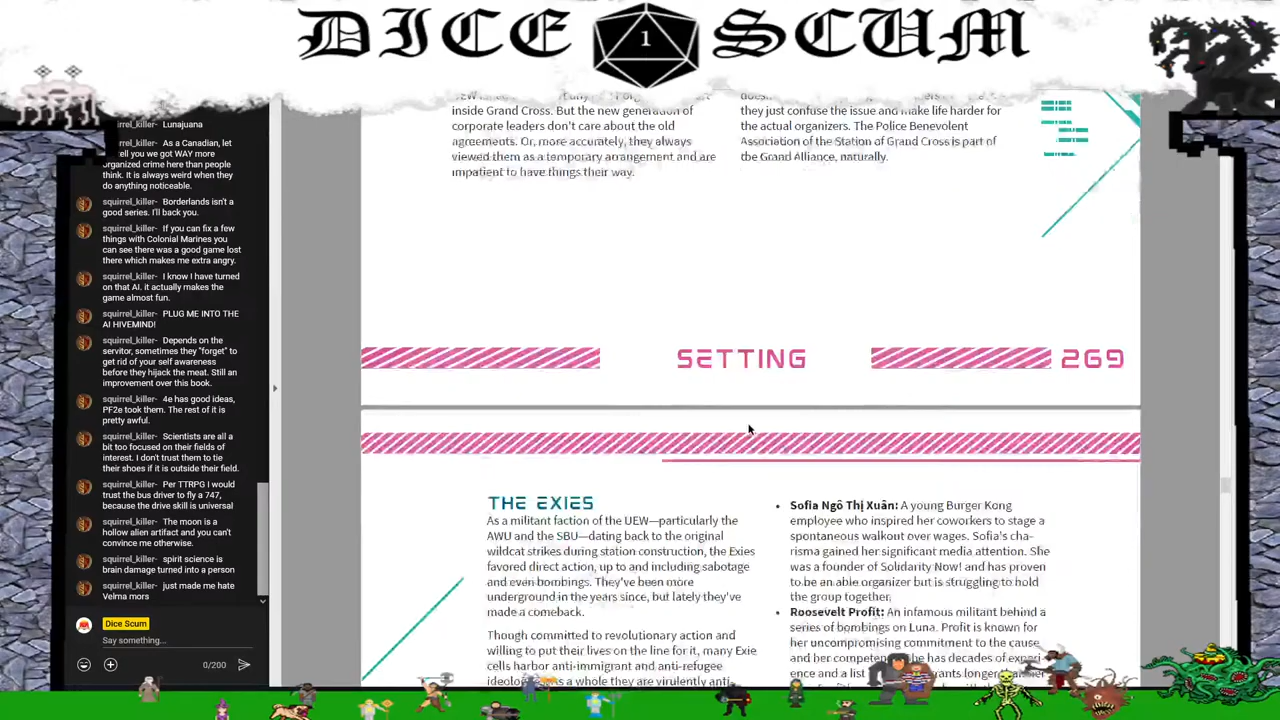 DICE 1 SCUM
squirrel_killer- Lunajuana
As a Canadian, let
tell you we got WAY more
organized crime here than people
think. It is always weird when they
do anything noticeable.
squirrel_killer- Borderlands isn't a
good series. I'll back you.
squirrel_killer- If you can fix a few
things with Colonial Marines you
can see there was a good game lost
there which makes me extra angry.
squirrel_killer- I know I have turned
on that AI. it actually makes the
game almost fun.
squirrel_killer- PLUG ME INTO THE
AI HIVEMIND!
squirrel_killer- Depends on the
servitor, sometimes they "forget" to
get rid of your self awareness
before they hijack the meat. Still an
improvement over this book.
squirrel_killer- 4e has good ideas,
PF2e took them. The rest of it is
pretty awful.
squirrel_killer- Scientists are all a
bit too focused on their fields of
interest. I don't trust them to tie
their shoes if it is outside their field.
squirrel_killer- Per TTRPG I would
trust the bus driver to fly a 747,
because the drive skill is universal
squirrel_killer- The moon is a
hollow alien artifact and you can't
convince me otherwise.
squirrel_killer- spirit science is
brain damage turned into a person
squirrel_killer- just made me hate
Velma mors
Dice Scum
Say something...
0/200
inside Grand Cross. But the new generation of
corporate leaders don't care about the old
agreements. Or, more accurately, they always
viewed them as a temporary arrangement and are
impatient to have things their way.
they just confuse the issue and make life harder for
the actual organizers. The Police Benevolent
Association of the Station of Grand Cross is part of
the Grand Alliance, naturally.
SETTING 269
THE EXIES
As a militant faction of the UEW—particularly the
AWU and the SBU—dating back to the original
wildcat strikes during station construction, the Exies
favored direct action, up to and including sabotage
and even bombings. They've been more
underground in the years since, but lately they've
made a comeback.
Though committed to revolutionary action and
willing to put their lives on the line for it, many Exie
cells harbor anti-immigrant and anti-refugee
• Sofia Ngô Thị Xuân: A young Burger Kong
employee who inspired her coworkers to stage a
spontaneous walkout over wages. Sofia's cha-
risma gained her significant media attention. She
was a founder of Solidarity Now! and has proven
to be an able organizer but is struggling to hold
the group together.
• Roosevelt Profit: An infamous militant behind a
series of bombings on Luna. Profit is known for
her uncompromising commitment to the cause